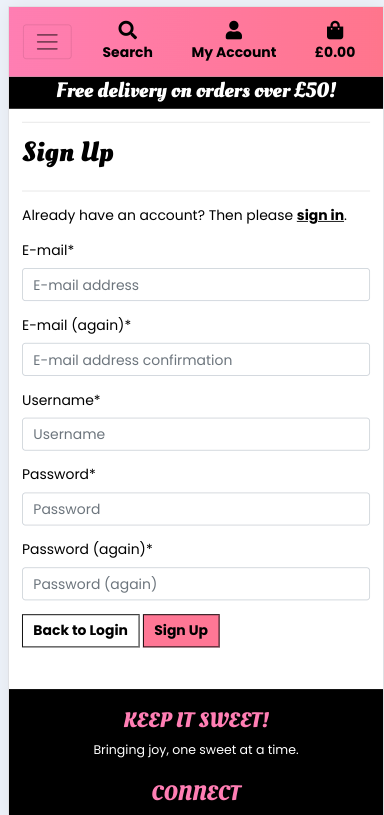 Search
My Account
£0.00
Free delivery on orders over £50!
Sign Up
Already have an account? Then please sign in.
E-mail*
E-mail address
E-mail (again)*
E-mail address confirmation
Username*
Username
Password*
Password
Password (again)*
Password (again)
Back to Login
Sign Up
KEEP IT SWEET!
Bringing joy, one sweet at a time.
CONNECT